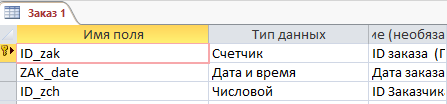 Заказ 1
Имя поля Тип данных ие (необяза
ID_zak Счетчик ID заказа (Г
ZAK_date Дата и время Дата заказа
ID_zch Числовой ID Заказчик